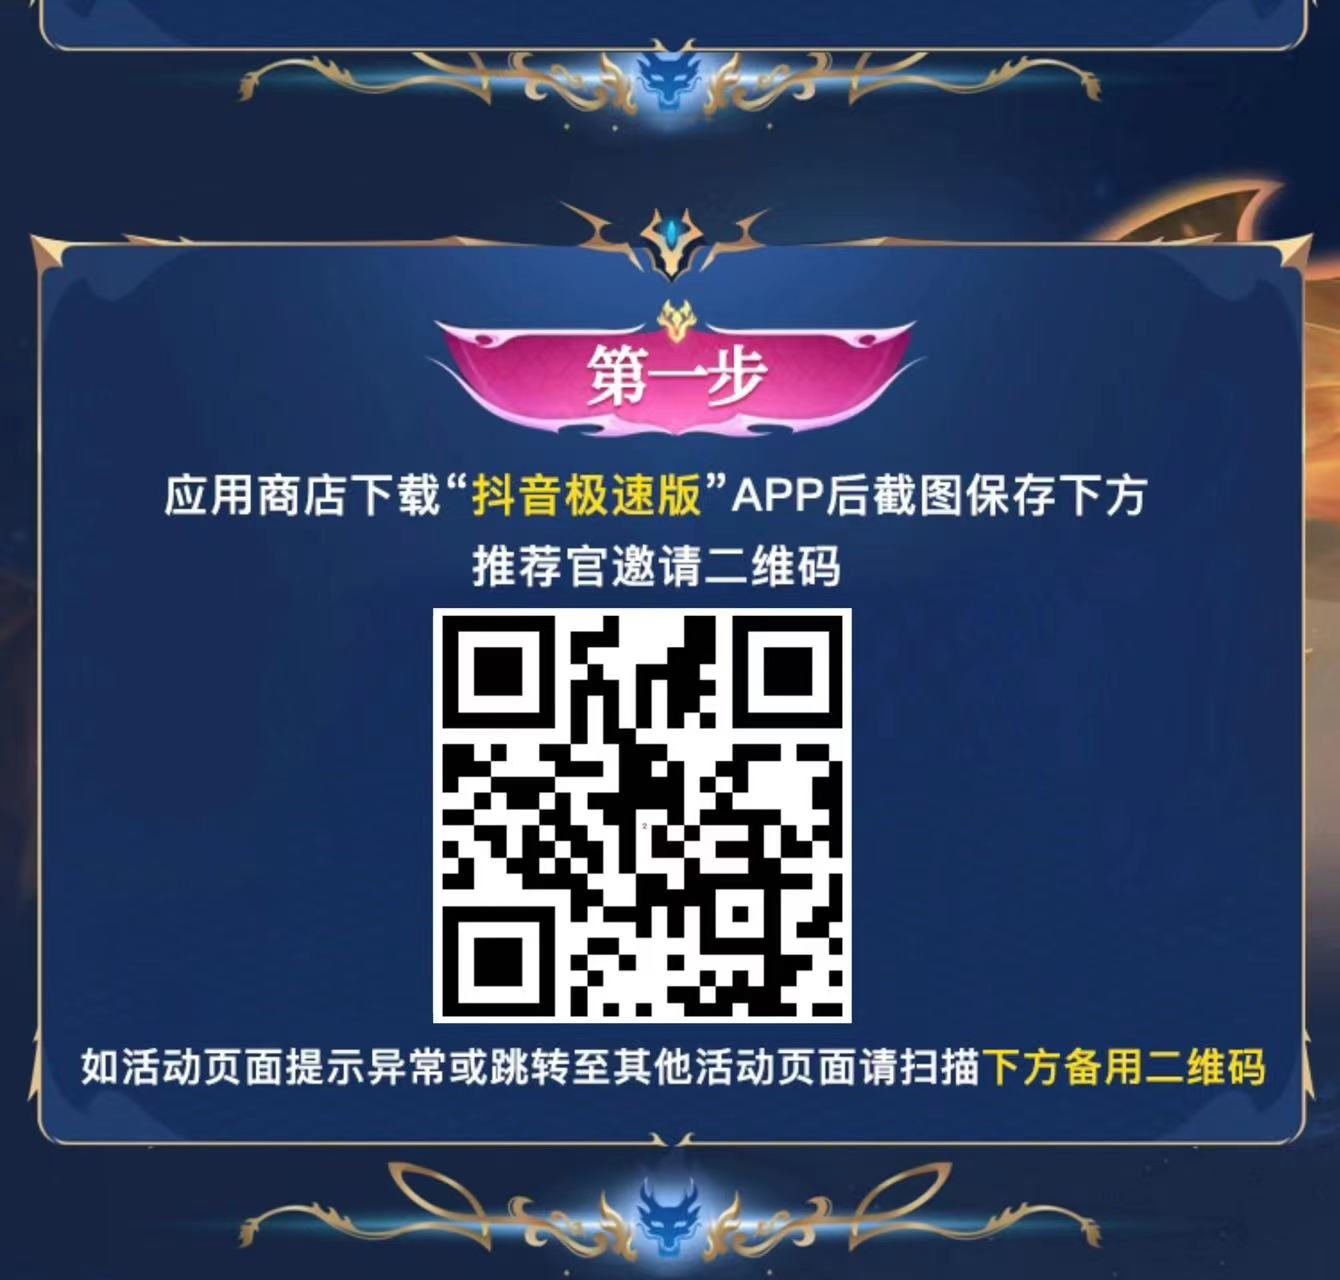 第一步
应用商店下载“抖音极速版”APP后截图保存下方
推荐官邀请二维码
2
如活动页面提示异常或跳转至其他活动页面请扫描下方备用二维码